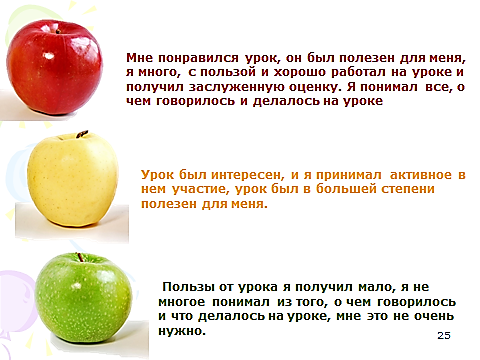 Мне понравился урок, он был полезен для меня,
я много, с пользой и хорошо работал на уроке и
получил заслуженную оценку. Я понимал все, о
чем говорилось и делалось на уроке
Урок был интересен, и я принимал активное в
нем участие, урок был в большей степени
полезен для меня.
Пользы от урока я получил мало, я не
многое понимал из того, о чем говорилось
и что делалось на уроке, мне это не очень
нужно.
25